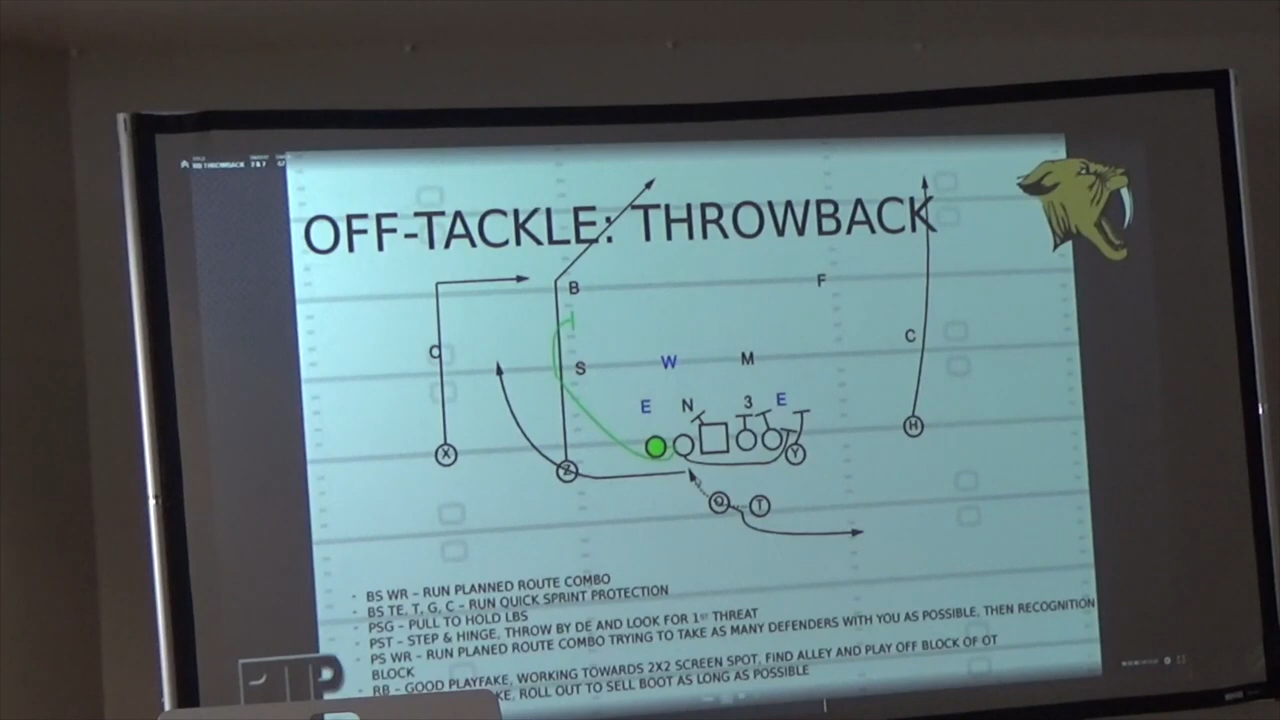 RB THROWBACK
OFF-TACKLE: THROWBACK
B
F
C
C
S
W
M
E
N
3
E
X
Z
Y
H
Q
T
- BS WR – RUN PLANNED ROUTE COMBO
- BS TE, T, G, C – RUN QUICK SPRINT PROTECTION
- PSG – PULL TO HOLD LBS
- PST – STEP & HINGE, THROW BY DE AND LOOK FOR 1ST THREAT
- PS WR – RUN PLANED ROUTE COMBO TRYING TO TAKE AS MANY DEFENDERS WITH YOU AS POSSIBLE, THEN RECOGNITION
BLOCK
- RB – GOOD PLAYFAKE, WORKING TOWARDS 2X2 SCREEN SPOT, FIND ALLEY AND PLAY OFF BLOCK OF OT
KE, ROLL OUT TO SELL BOOT AS LONG AS POSSIBLE